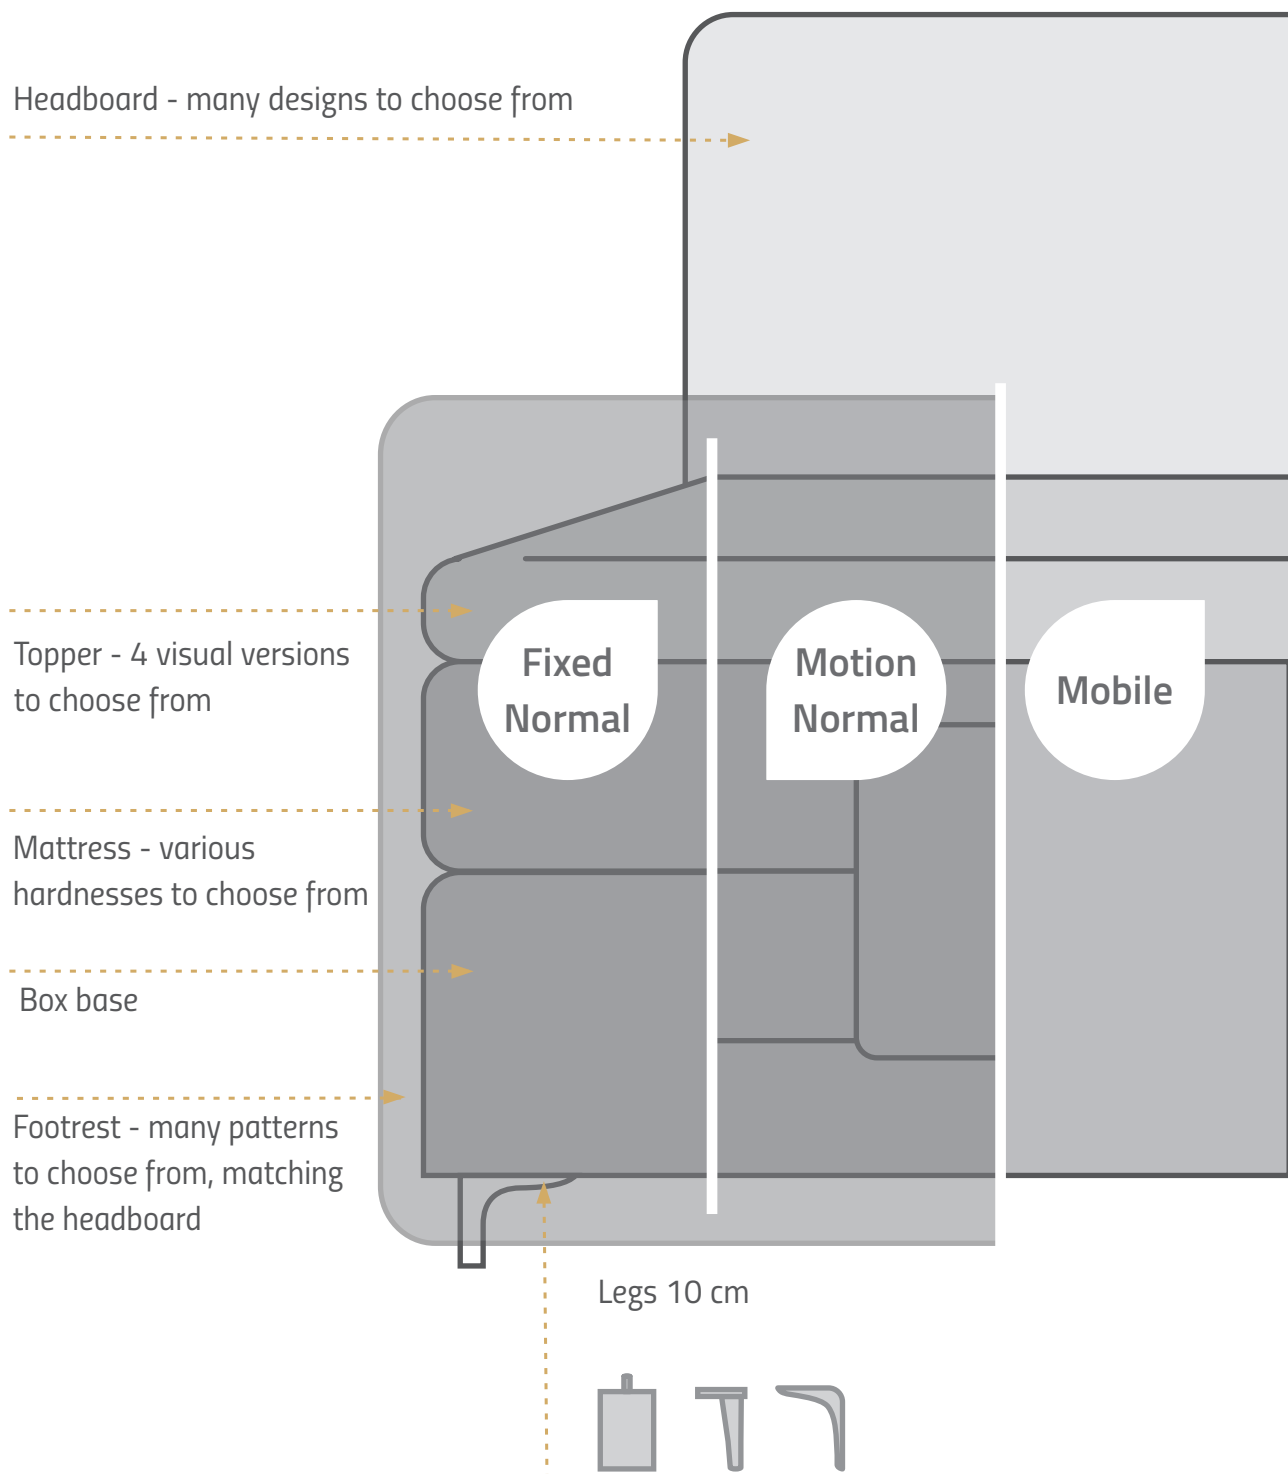 Headboard - many designs to choose from
Topper - 4 visual versions
to choose from
Fixed
Normal
Motion
Normal
Mobile
Mattress - various
hardnesses to choose from
Box base
Footrest - many patterns
to choose from, matching
the headboard
Legs 10 cm